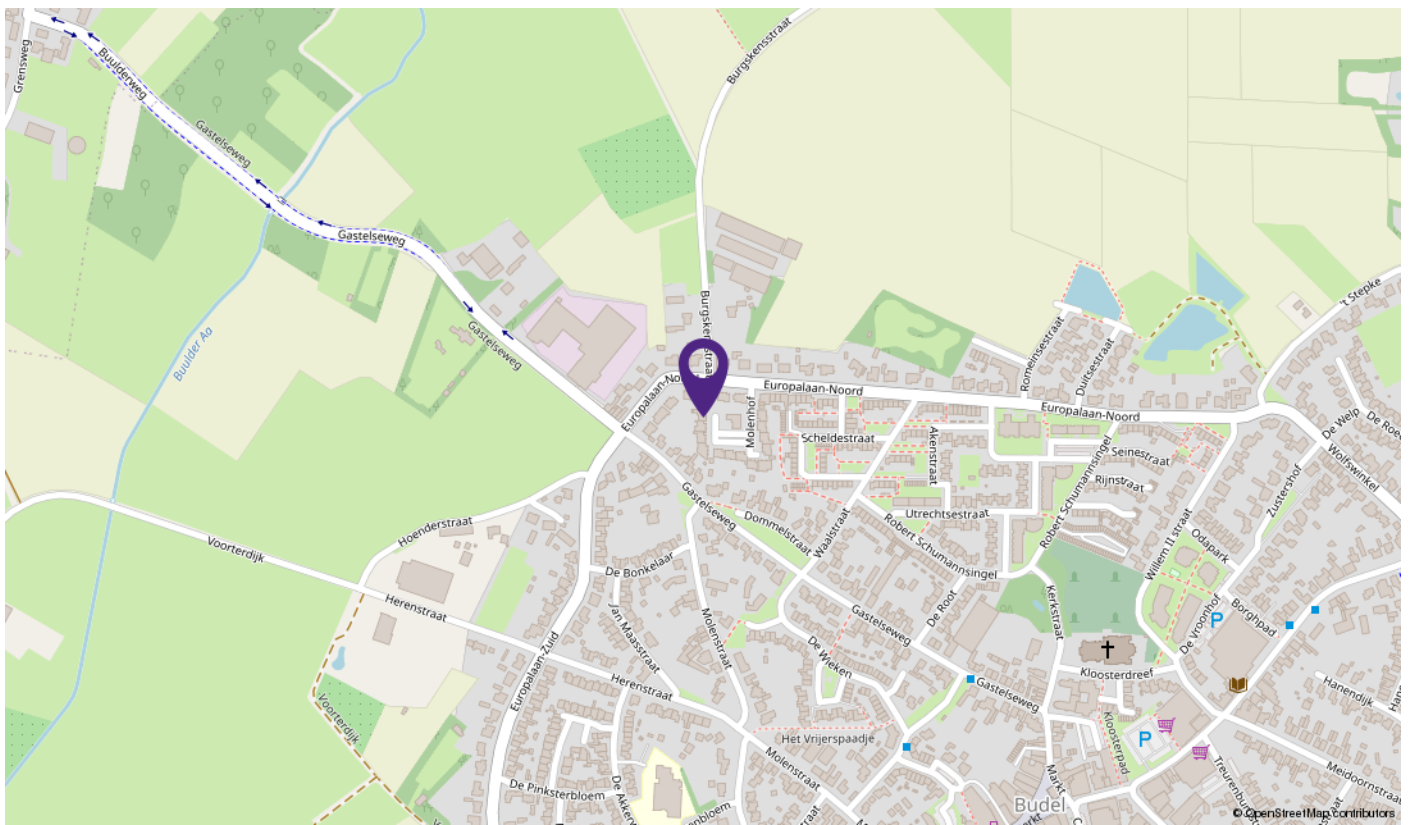 Burgskensstraat
Grensweg
Buulderweg
Gastelseweg
Gastelseweg
't Stepke
Buulder Aa
Gastelseweg
Romeinsestraat
Duitsestraat
Europalaan-Noord
Europalaan-Noord
Europalaan-Noord
De Welp
Molenhof
Scheldestraat
Akenstraat
Seinestraat
Wolfswinkel
Rijnstraat
Zustershof
Robert Schumannsingel
Gastelseweg
Dommelstraat
Utrechtsestraat
Waalstraat
Robert Schumannsingel
Willem II straat
Odapark
Hoenderstraat
Voorterdijk
De Bonkelaar
Herenstraat
Jan Maasstraat
Molenstraat
Gastelseweg
De Root
Kerkstraat
De Vroonhof
Borghpad
P
Europalaan-Zuid
De Wieken
Kloosterdreef
Herenstraat
Gastelseweg
Hanendijk
Voorterdijk
Kloosterpad
Het Vrijerspaadje
P
Molenstraat
Markt
Meidoornstraat
De Pinksterbloem
Budel
© OpenStreetMap contributors